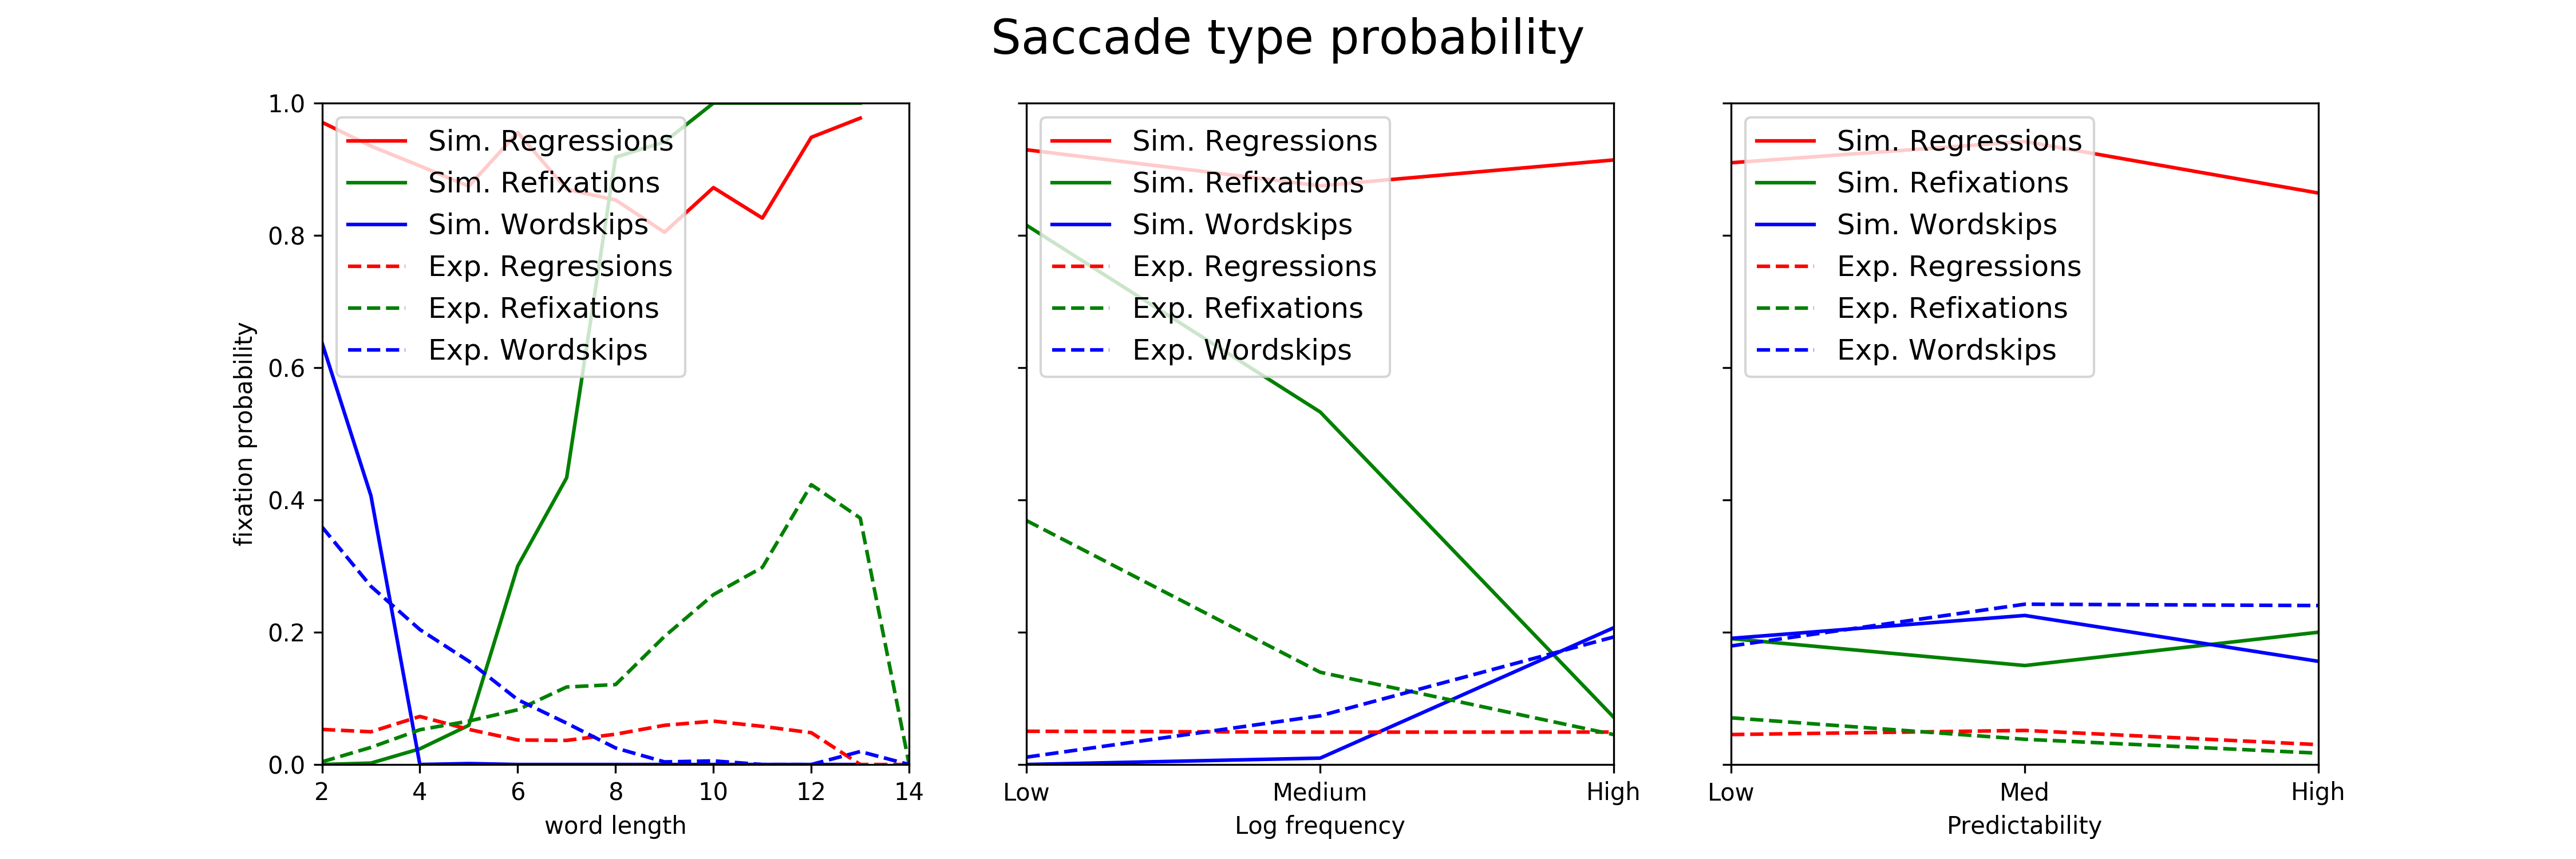 Saccade type probability
fixation probability
1.0
0.8
0.6
0.4
0.2
0.0
Sim. Regressions
Sim. Refixations
Sim. Wordskips
Exp. Regressions
Exp. Refixations
Exp. Wordskips
2 4 6 8 10 12 14
word length
Sim. Regressions
Sim. Refixations
Sim. Wordskips
Exp. Regressions
Exp. Refixations
Exp. Wordskips
Low Medium High
Log frequency
Sim. Regressions
Sim. Refixations
Sim. Wordskips
Exp. Regressions
Exp. Refixations
Exp. Wordskips
Low Med High
Predictability